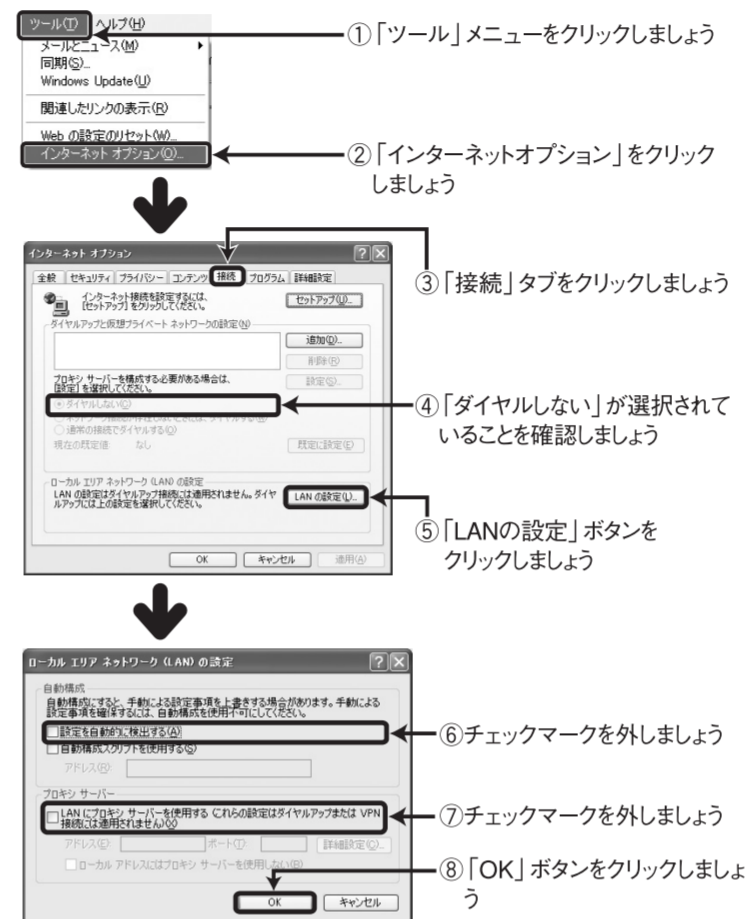 ツール(T) ヘルプ(H)
①「ツール」メニューをクリックしましょう
メールとニュース(M)
同期(S)...
Windows Update(U)
関連したリンクの表示(R)
Web の設定のリセット(W)...
インターネット オプション(O)...
②「インターネットオプション」をクリック
しましょう
インターネット オプション
全般 セキュリティ プライバシー コンテンツ 接続 プログラム 詳細設定
③「接続」タブをクリックしましょう
インターネット接続を設定するには、
[セットアップ] をクリックしてください。
セットアップ(U)...
ダイヤルアップと仮想プライベート ネットワークの設定(N)
追加(D)...
削除(R)
プロキシ サーバーを構成する必要がある場合は、
[設定] を選択してください。
設定(S)...
ダイヤルしない(C)
④「ダイヤルしない」が選択されて
いることを確認しましょう
ネットワーク接続が存在しないときには、ダイヤルする(W)
通常の接続でダイヤルする(O)
現在の既定値: なし
既定に設定(E)
ローカル エリア ネットワーク (LAN) の設定
LAN の設定はダイヤルアップ接続には適用されません。ダイヤ
ルアップには上の設定を選択してください。
LAN の設定(L)...
⑤「LANの設定」ボタンを
クリックしましょう
OK キャンセル 適用(A)
ローカル エリア ネットワーク (LAN) の設定
自動構成
自動構成にすると、手動による設定事項を上書きする場合があります。手動による
設定事項を確保するには、自動構成を使用不可にしてください。
設定を自動的に検出する(A)
⑥チェックマークを外しましょう
自動構成スクリプトを使用する(S)
アドレス(R):
プロキシ サーバー
LAN にプロキシ サーバーを使用する (これらの設定はダイヤルアップまたは VPN
接続には適用されません)(X)
⑦チェックマークを外しましょう
アドレス(E): ポート(T): 詳細設定(C)...
ローカル アドレスにはプロキシ サーバーを使用しない(B)
⑧「OK」ボタンをクリックしましょ
う
OK キャンセル